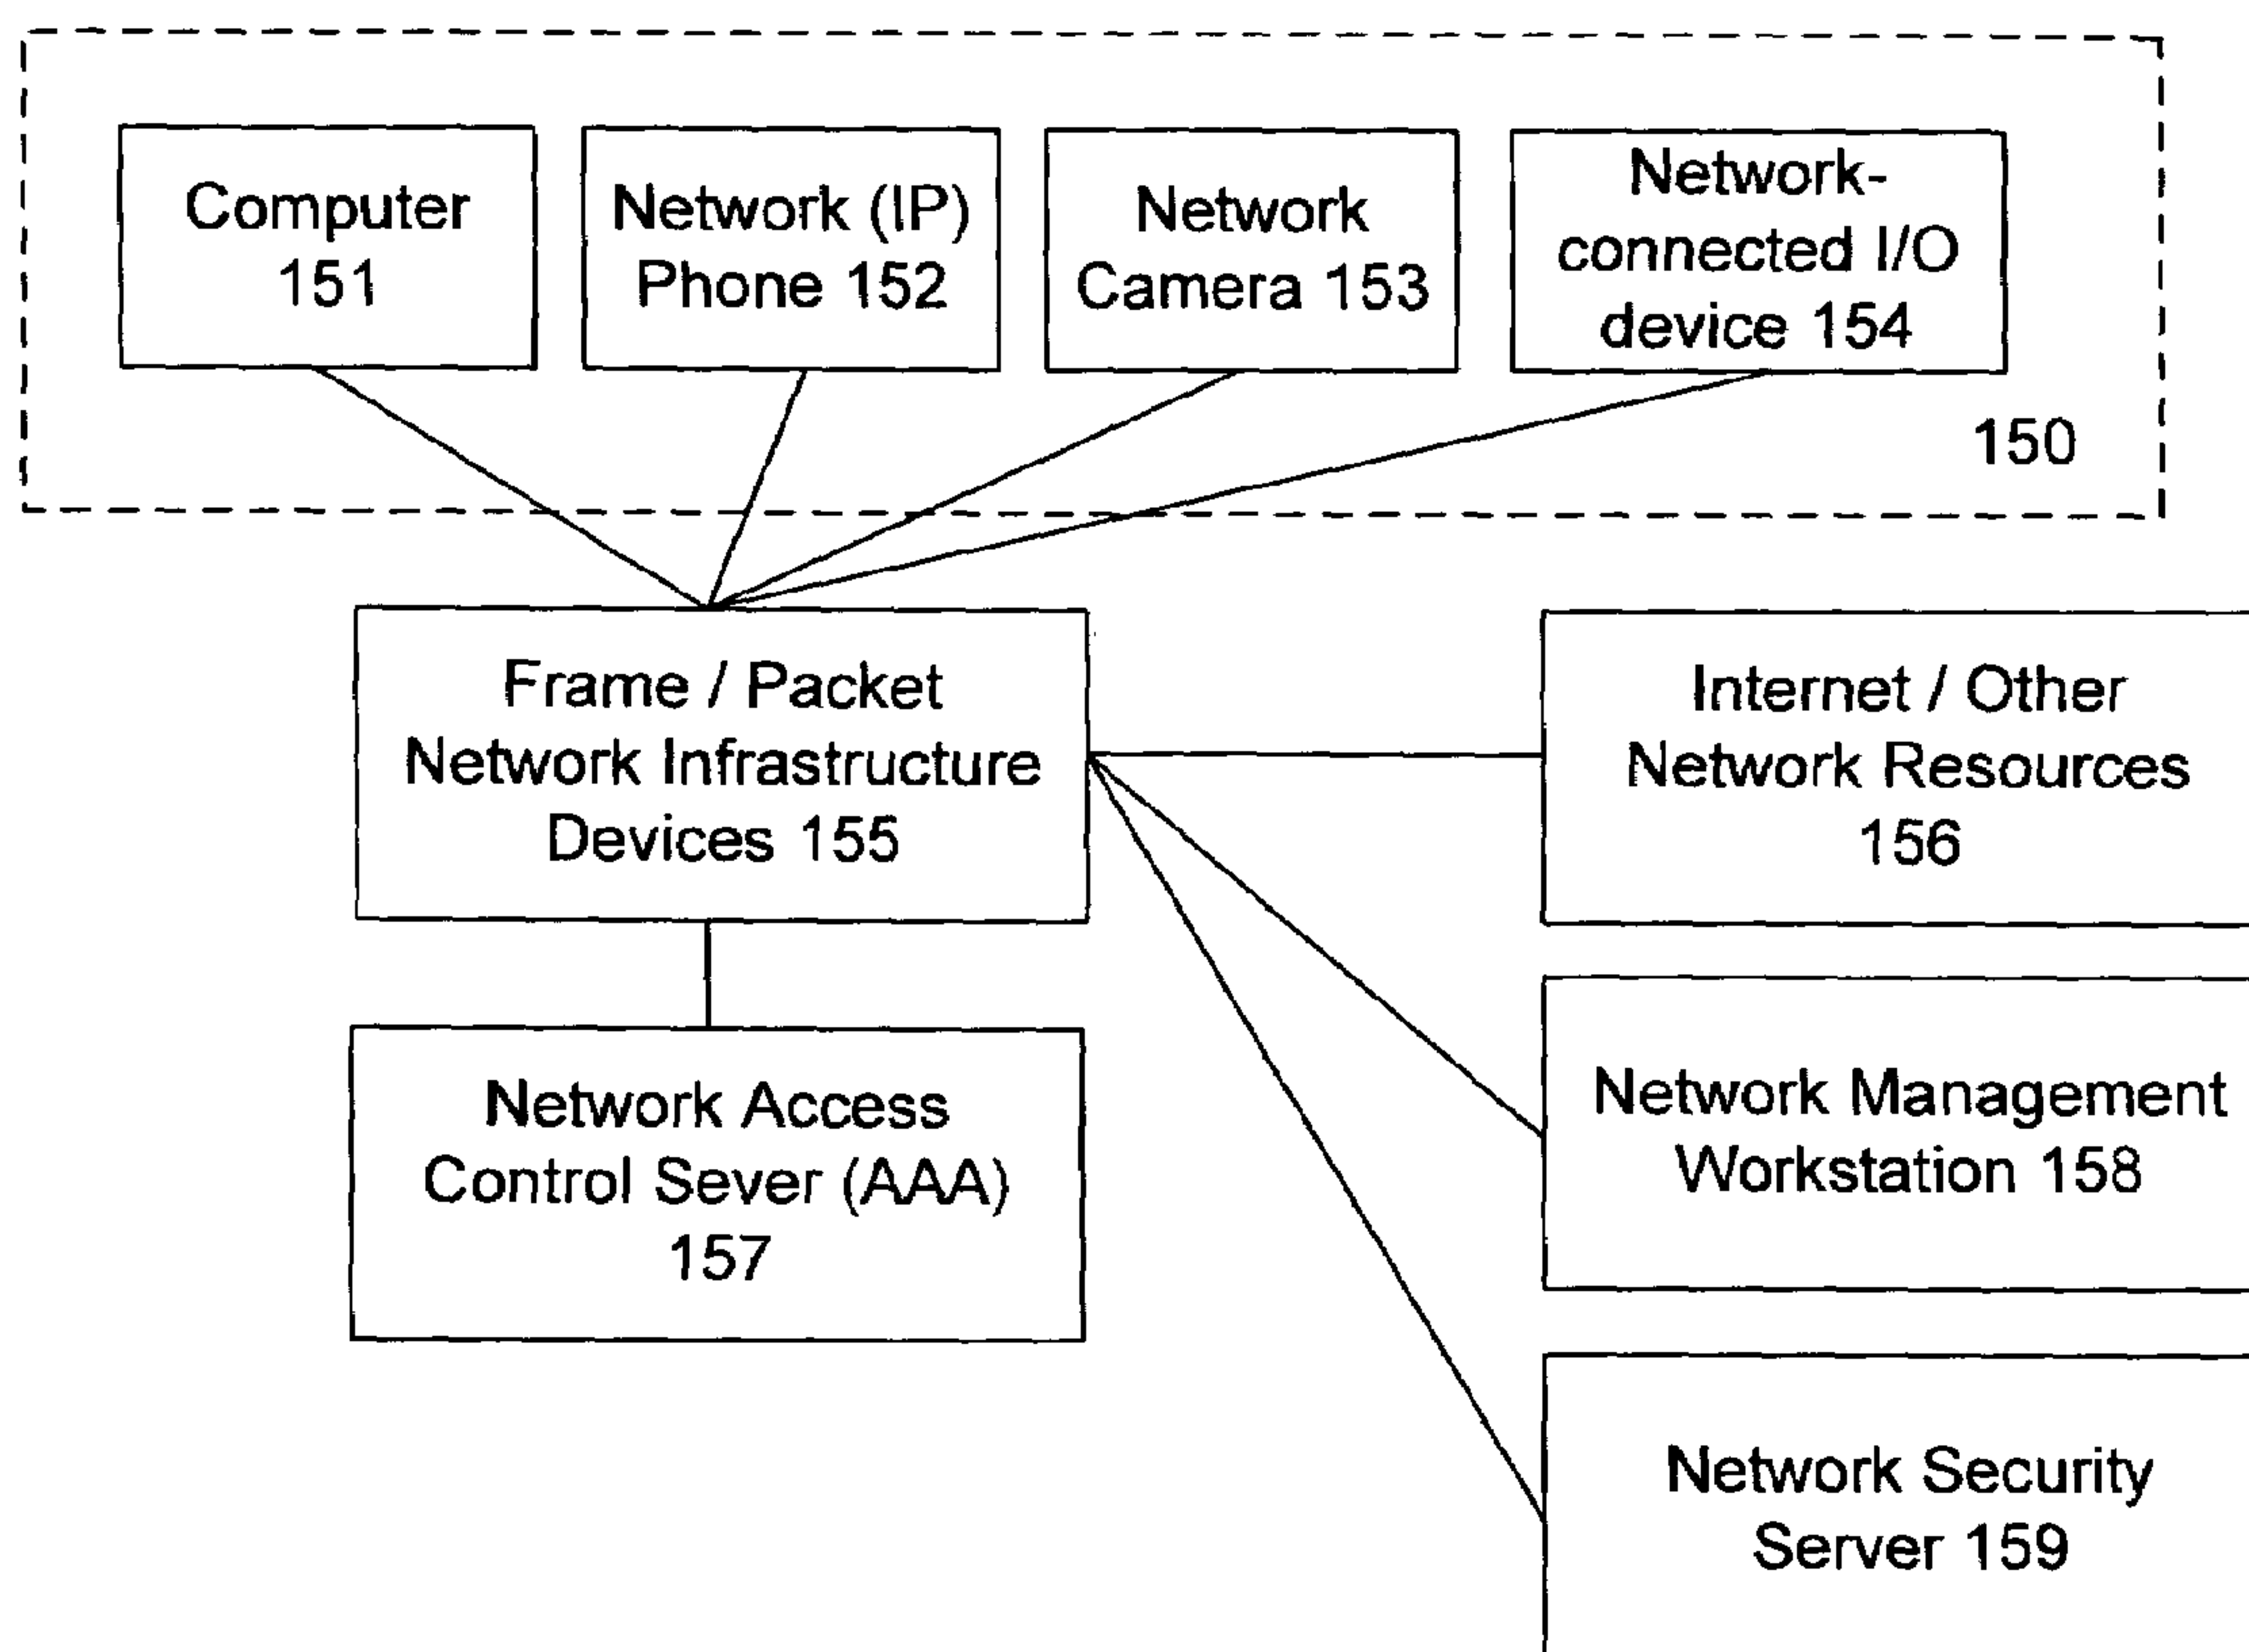 Computer
151
Network (IP)
Phone 152
Network
Camera 153
Network-
connected I/O
device 154
150
Frame / Packet
Network Infrastructure
Devices 155
Internet / Other
Network Resources
156
Network Access
Control Sever (AAA)
157
Network Management
Workstation 158
Network Security
Server 159